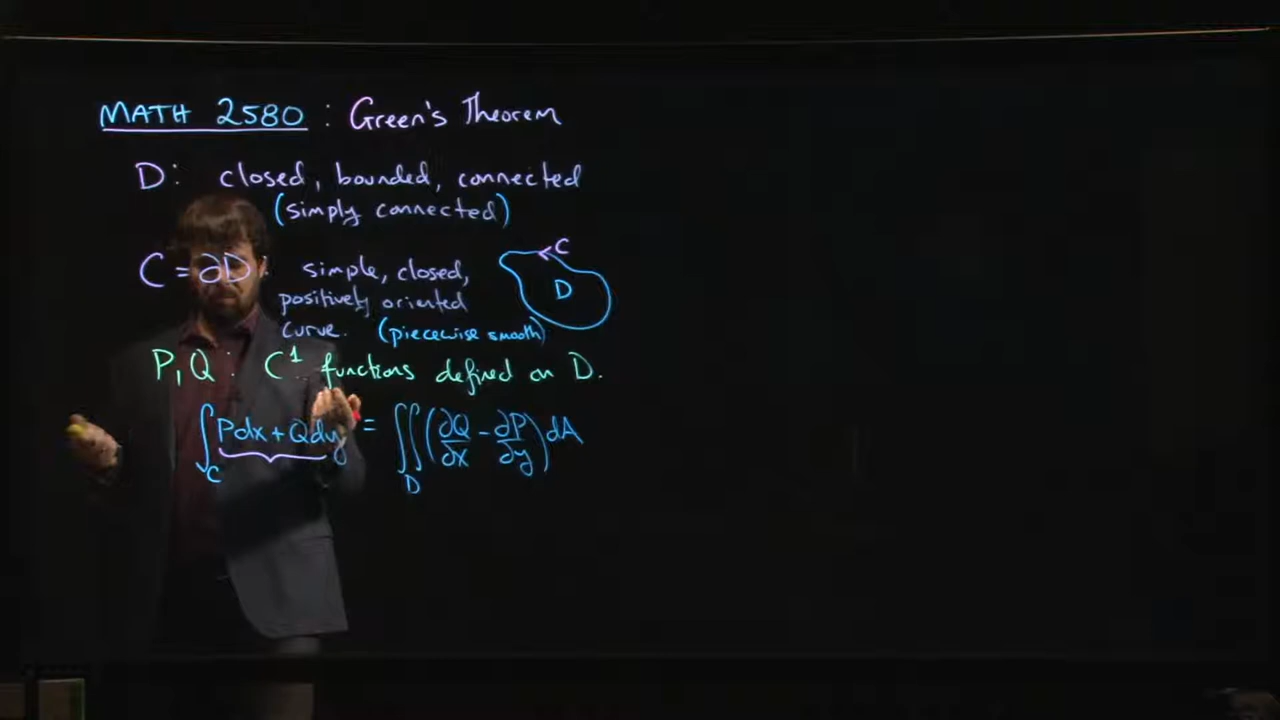 MATH 2580 : Green's Theorem
D: closed, bounded, connected
(simply connected)
C = ∂D: simple, closed,
positively oriented
curve. (piecewise smooth)
C
D
P, Q : C¹ functions defined on D.
∫_C Pdx + Qdy = ∬_D (∂Q/∂x - ∂P/∂y) dA